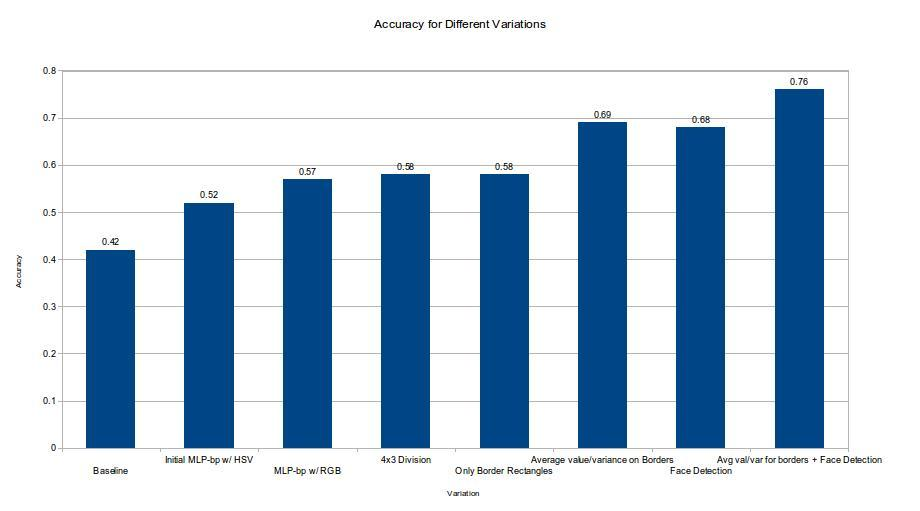 Accuracy for Different Variations
0.8
0.7
0.6
0.5
0.4
0.3
0.2
0.1
0
Accuracy
0.42
0.52
0.57
0.58
0.58
0.69
0.68
0.76
Baseline
Initial MLP-bp w/ HSV
MLP-bp w/ RGB
4x3 Division
Only Border Rectangles
Average value/variance on Borders
Face Detection
Avg val/var for borders + Face Detection
Variation